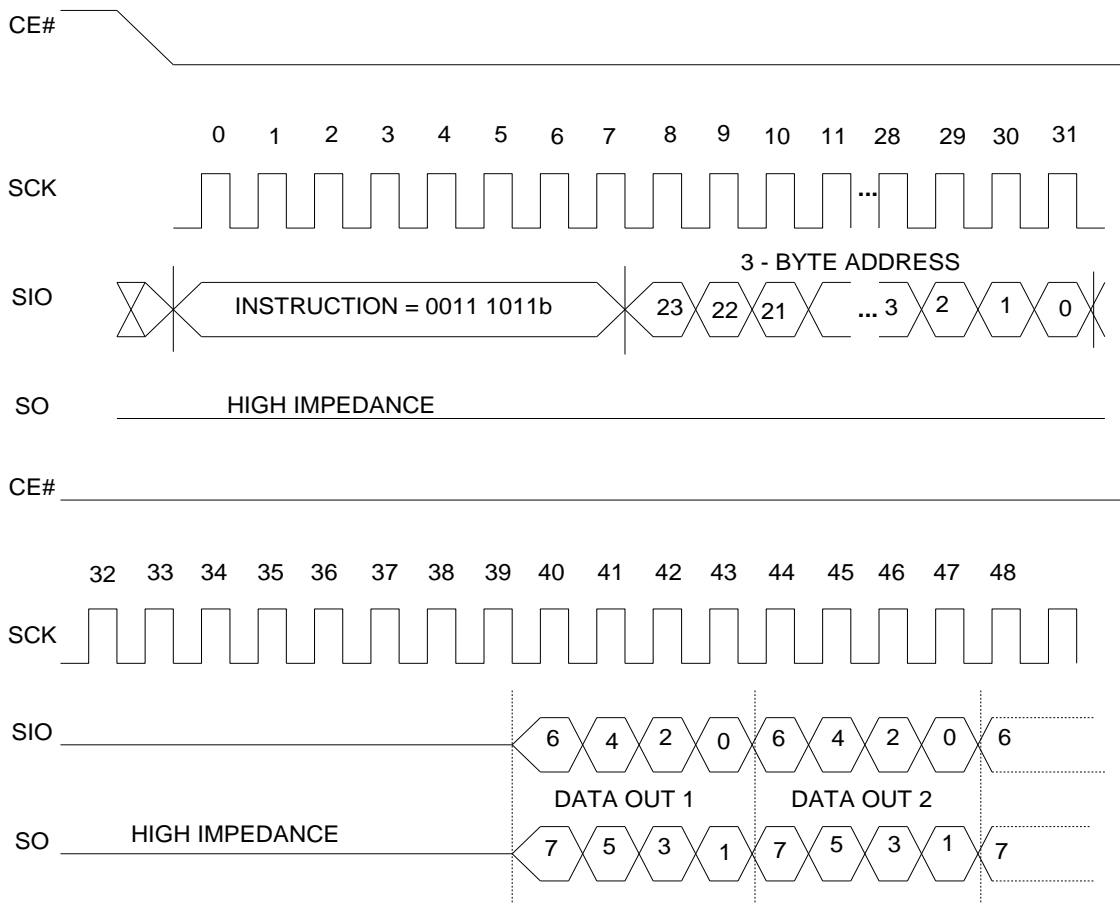 CE#
0 1 2 3 4 5 6 7 8 9 10 11 28 29 30 31
SCK ...
3 - BYTE ADDRESS
SIO INSTRUCTION = 0011 1011b 23 22 21 ... 3 2 1 0
SO HIGH IMPEDANCE
CE#
32 33 34 35 36 37 38 39 40 41 42 43 44 45 46 47 48
SCK
SIO 6 4 2 0 6 4 2 0 6
DATA OUT 1 DATA OUT 2
SO HIGH IMPEDANCE 7 5 3 1 7 5 3 1 7